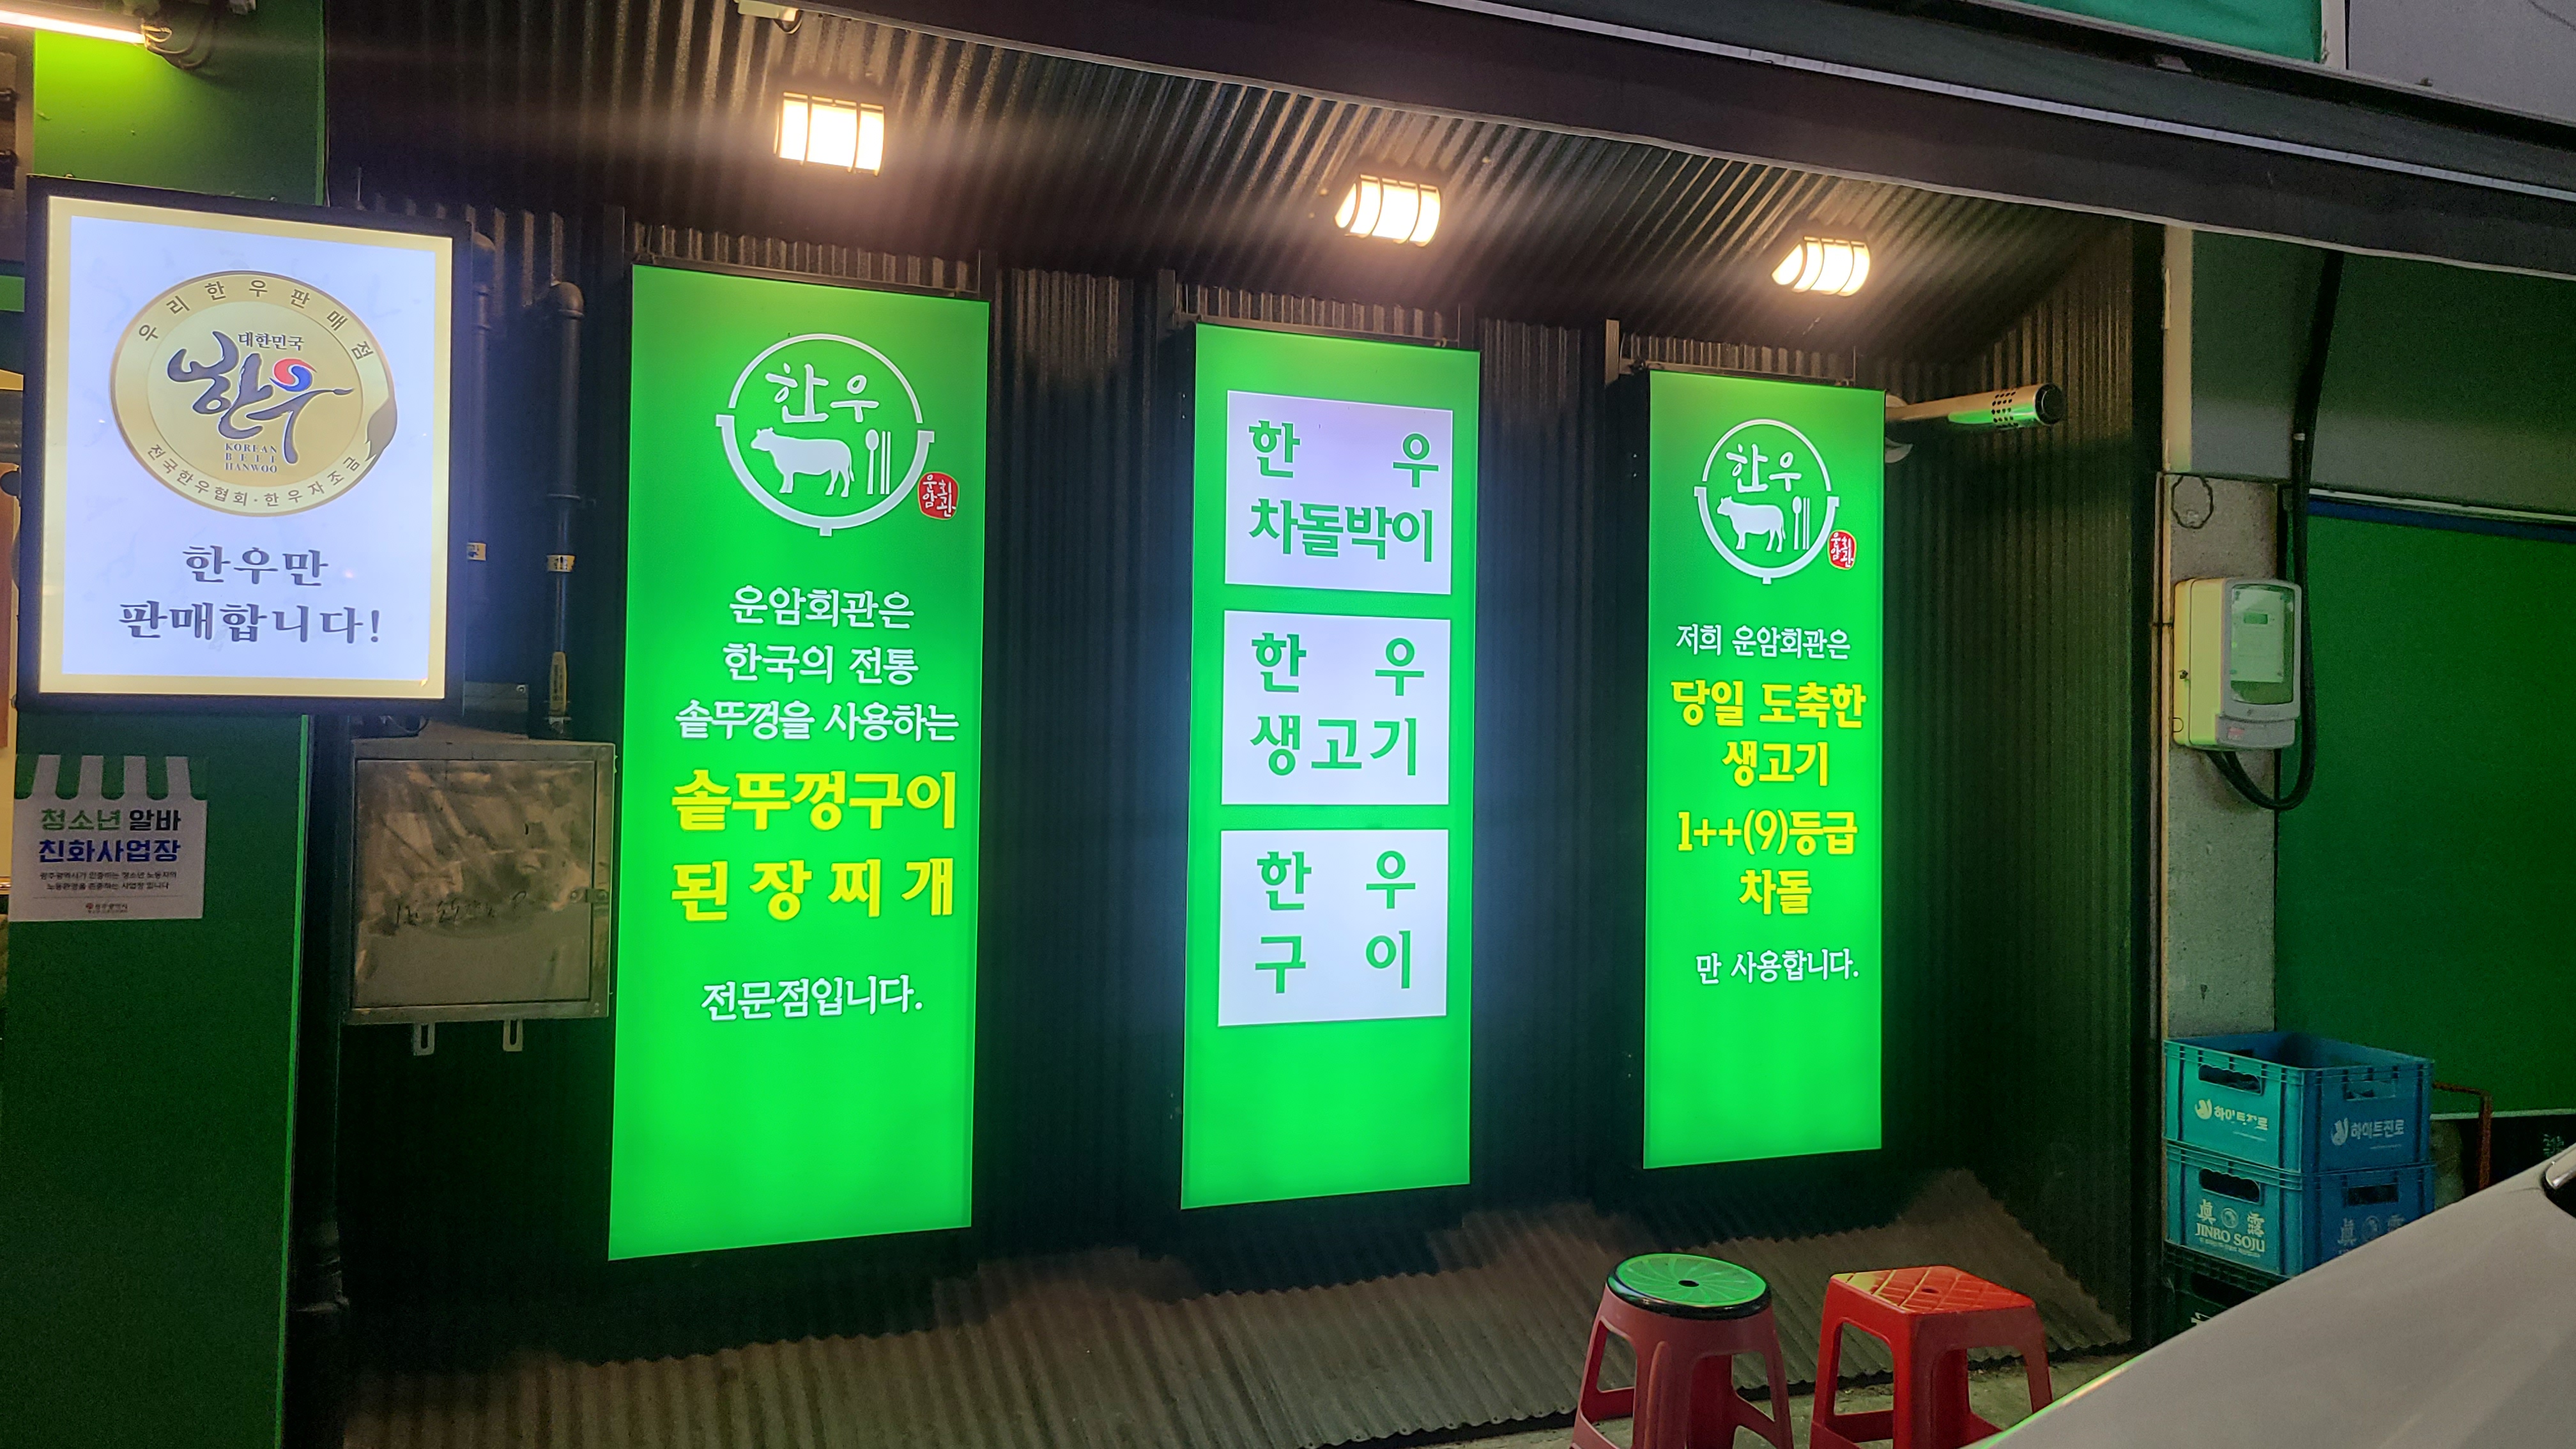 우리한우판매점
대한민국
한우
KOREAN
BEEF
HANWOO
전국한우협회·한우자조금
한우만
판매합니다!
청소년 알바
친화사업장
한우
운암회관
운암회관은
한국의 전통
솥뚜껑을 사용하는
솥뚜껑구이
된장찌개
전문점입니다.
한우
차돌박이
한우
생고기
한우
구이
한우
운암회관
저희 운암회관은
당일 도축한
생고기
1++(9)등급
차돌
만 사용합니다.
하이트진로
하이트진로
眞露
JINRO SOJU
眞露